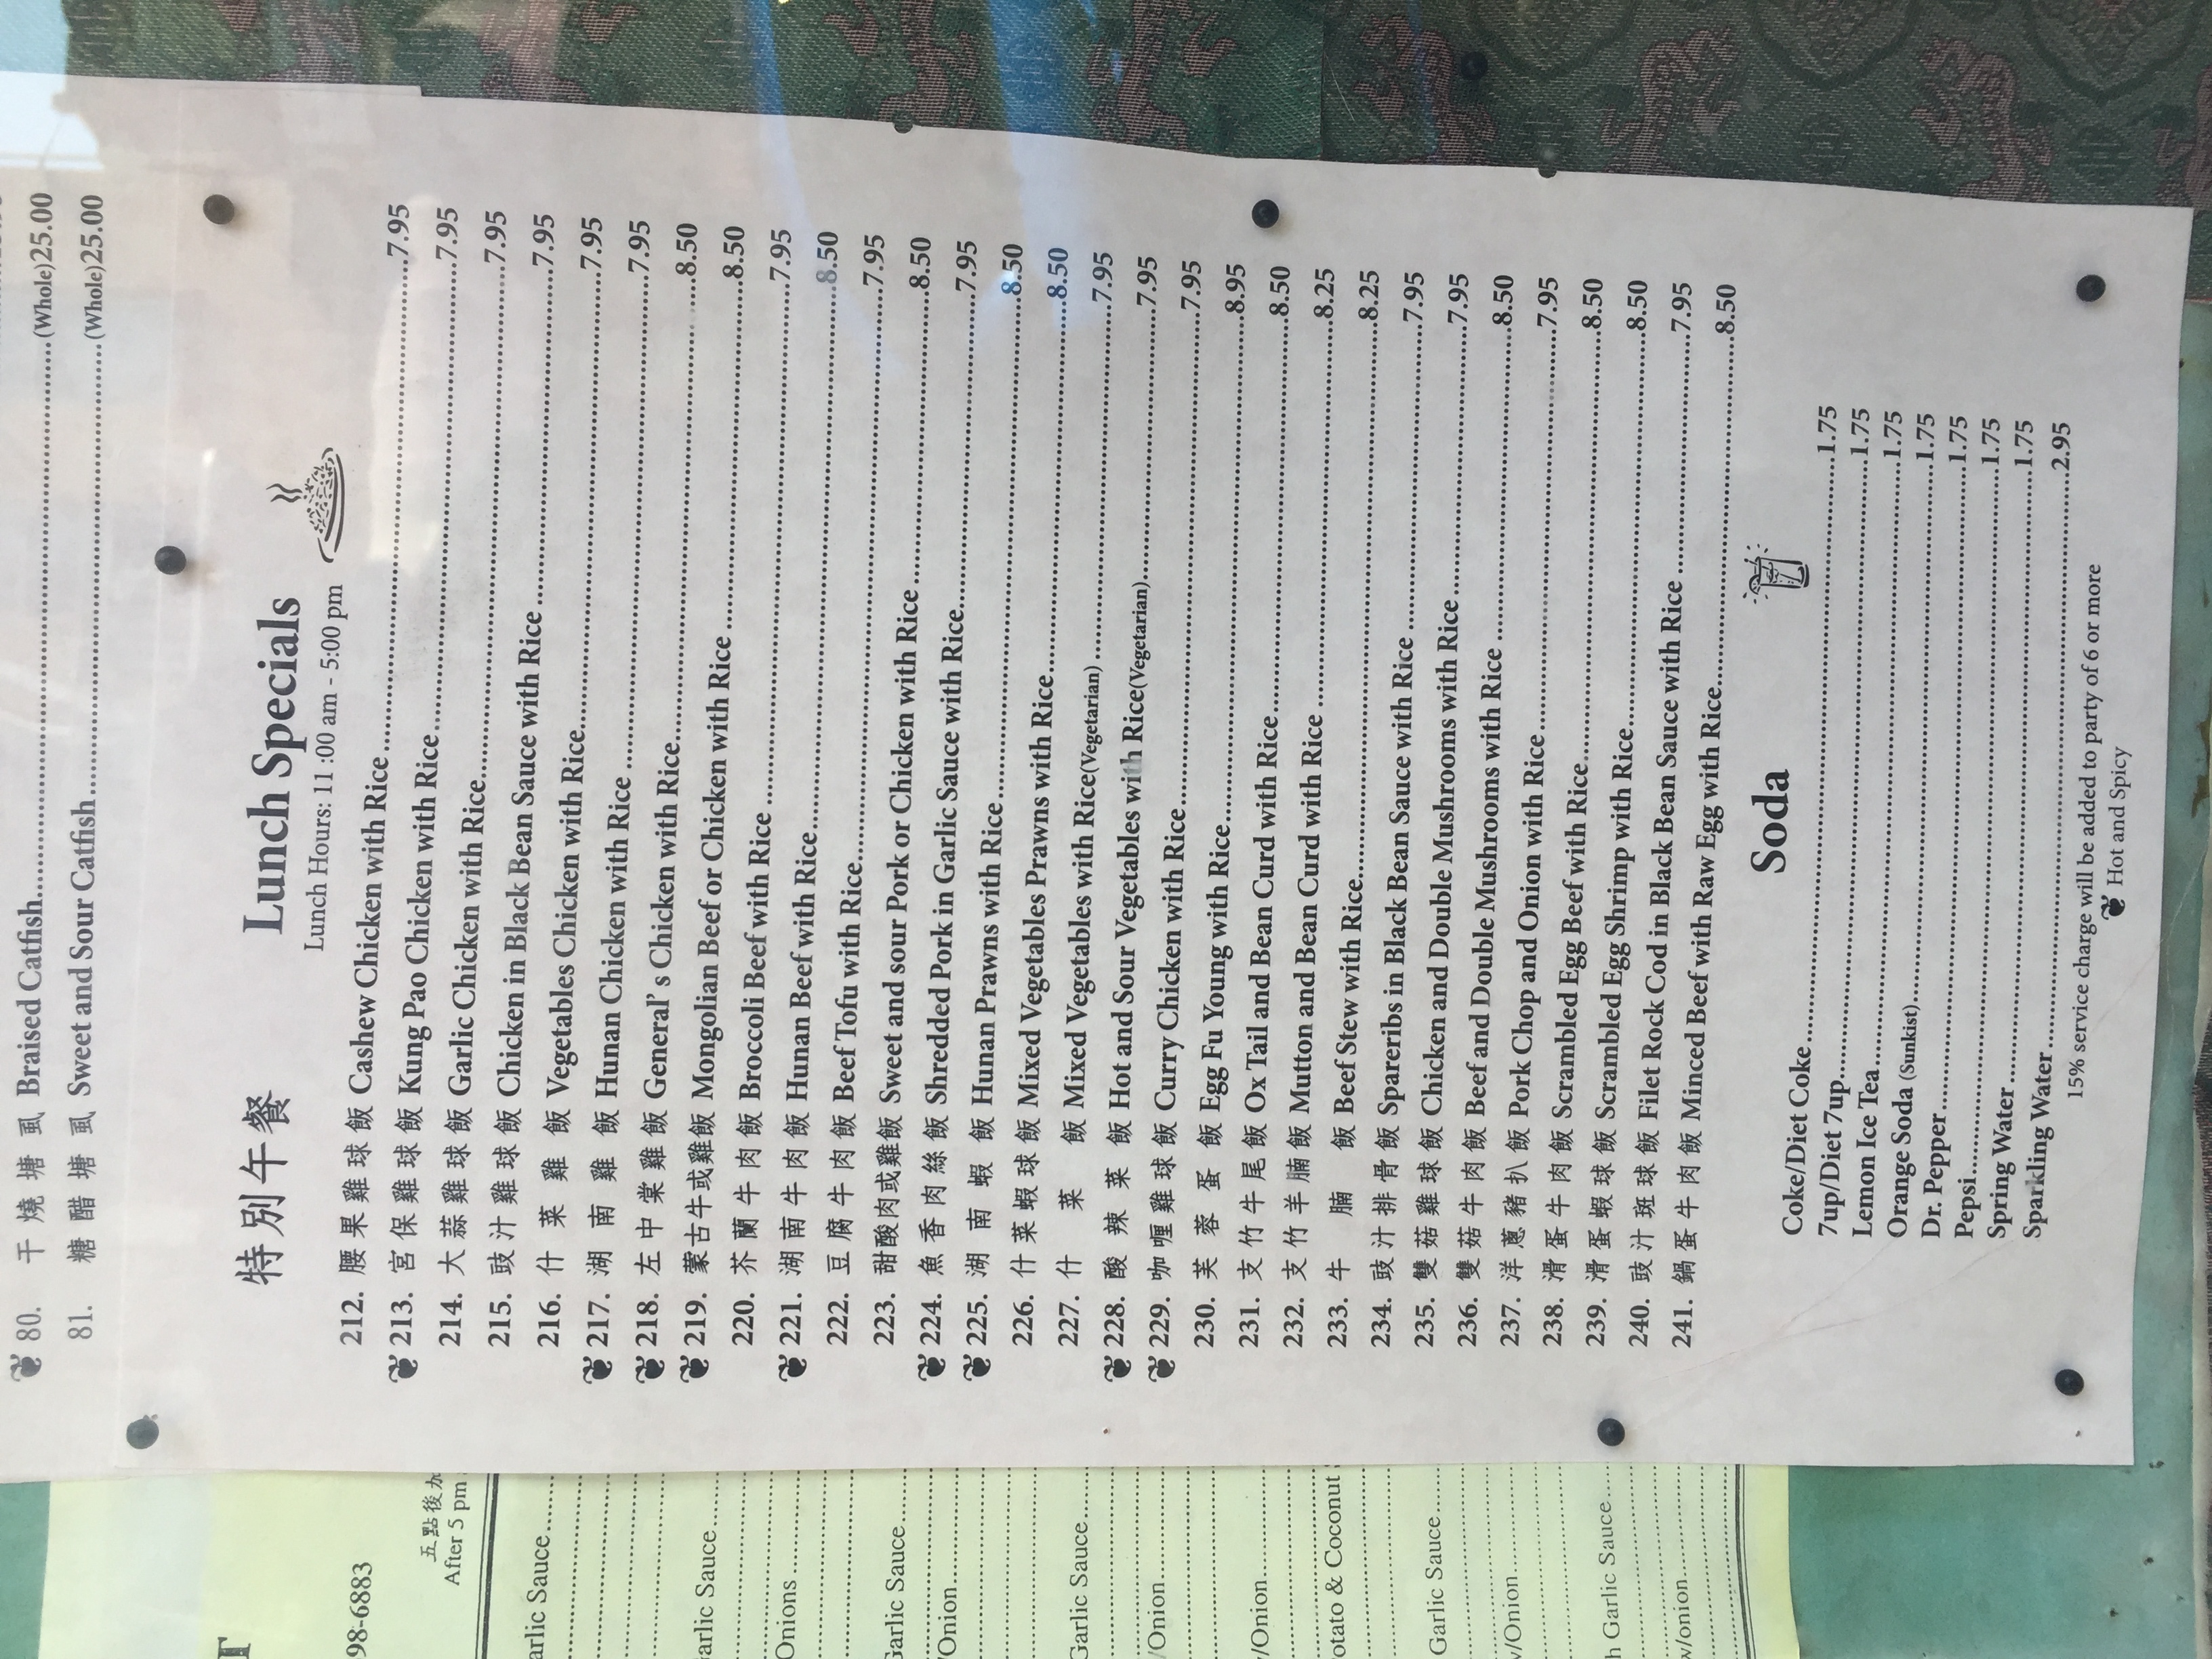 80. 干燒塘虱 Braised Catfish..........(Whole)25.00
81. 糖醋塘虱 Sweet and Sour Catfish..........(Whole)25.00
特別午餐 Lunch Specials
Lunch Hours: 11 :00 am - 5:00 pm
212. 腰果雞球飯 Cashew Chicken with Rice..........7.95
213. 宮保雞球飯 Kung Pao Chicken with Rice..........7.95
214. 大蒜雞球飯 Garlic Chicken with Rice..........7.95
215. 豉汁雞球飯 Chicken in Black Bean Sauce with Rice..........7.95
216. 什菜雞飯 Vegetables Chicken with Rice..........7.95
217. 湖南雞飯 Hunan Chicken with Rice..........7.95
218. 左中棠雞飯 General' s Chicken with Rice..........8.50
219. 蒙古牛或雞飯 Mongolian Beef or Chicken with Rice..........8.50
220. 芥蘭牛肉飯 Broccoli Beef with Rice..........7.95
221. 湖南牛肉飯 Hunan Beef with Rice..........8.50
222. 豆腐牛肉飯 Beef Tofu with Rice..........7.95
223. 甜酸肉或雞飯 Sweet and sour Pork or Chicken with Rice..........8.50
224. 魚香肉絲飯 Shredded Pork in Garlic Sauce with Rice..........7.95
225. 湖南蝦飯 Hunan Prawns with Rice..........8.50
226. 什菜蝦球飯 Mixed Vegetables Prawns with Rice..........8.50
227. 什菜飯 Mixed Vegetables with Rice(Vegetarian)..........7.95
228. 酸辣菜飯 Hot and Sour Vegetables with Rice(Vegetarian)..........7.95
229. 咖喱雞球飯 Curry Chicken with Rice..........7.95
230. 芙蓉蛋飯 Egg Fu Young with Rice..........8.95
231. 支竹牛尾飯 Ox Tail and Bean Curd with Rice..........8.50
232. 支竹羊腩飯 Mutton and Bean Curd with Rice..........8.25
233. 牛腩飯 Beef Stew with Rice..........8.25
234. 豉汁排骨飯 Spareribs in Black Bean Sauce with Rice..........7.95
235. 雙菇雞球飯 Chicken and Double Mushrooms with Rice..........7.95
236. 雙菇牛肉飯 Beef and Double Mushrooms with Rice..........8.50
237. 洋蔥豬扒飯 Pork Chop and Onion with Rice..........7.95
238. 滑蛋牛肉飯 Scrambled Egg Beef with Rice..........8.50
239. 滑蛋蝦球飯 Scrambled Egg Shrimp with Rice..........8.50
240. 豉汁斑球飯 Filet Rock Cod in Black Bean Sauce with Rice..........7.95
241. 鍋蛋牛肉飯 Minced Beef with Raw Egg with Rice..........8.50
Soda
Coke/Diet Coke..........1.75
7up/Diet 7up..........1.75
Lemon Ice Tea..........1.75
Orange Soda (Sunkist)..........1.75
Dr. Pepper..........1.75
Pepsi..........1.75
Spring Water..........1.75
Sparkling Water..........2.95
15% service charge will be added to party of 6 or more
Hot and Spicy
T
98-6883
五點後加
After 5 pm
arlic Sauce
arlic Sauce
Onions
Garlic Sauce
/Onion
Garlic Sauce
/Onion
/Onion
otato & Coconut
Garlic Sauce
w/Onion
h Garlic Sauce
w/onion